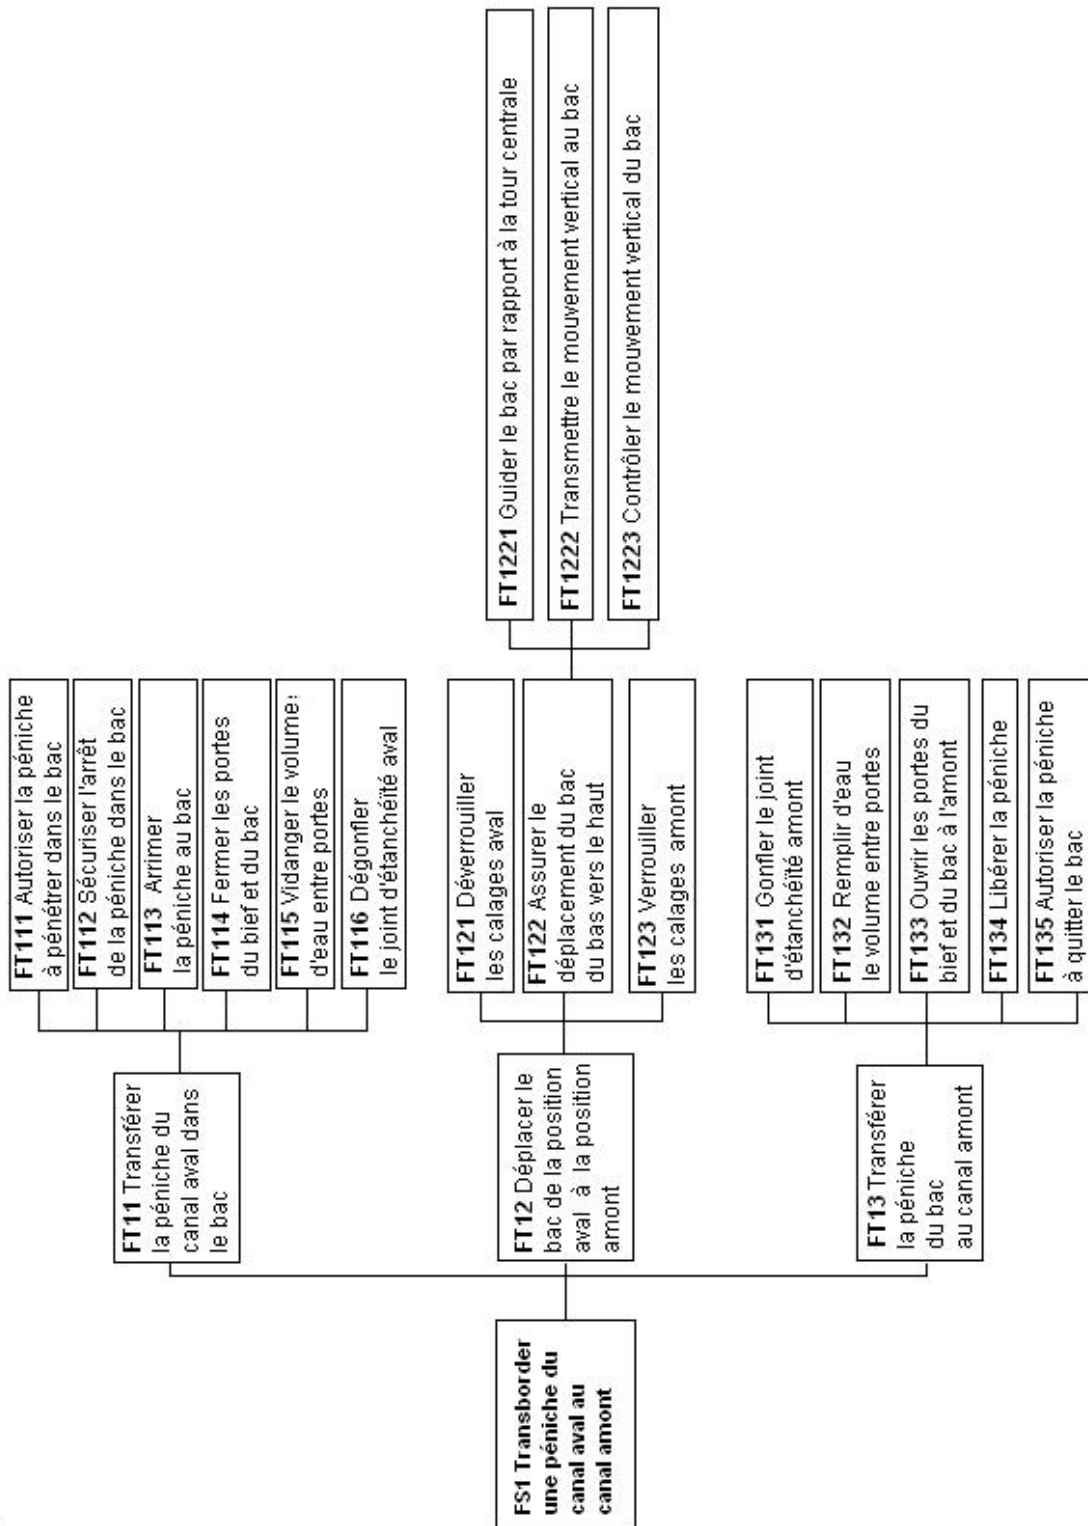 FS1 Transborder
une péniche du
canal aval au
canal amont
FT11 Transférer
la péniche du
canal aval dans
le bac
FT111 Autoriser la péniche
à pénétrer dans le bac
FT112 Sécuriser l'arrêt
de la péniche dans le bac
FT113 Arrimer
la péniche au bac
FT114 Fermer les portes
du bief et du bac
FT115 Vidanger le volume
d'eau entre portes
FT116 Dégonfler
le joint d'étanchéïté aval
FT12 Déplacer le
bac de la position
aval à la position
amont
FT121 Déverrouiller
les calages aval
FT122 Assurer le
déplacement du bac
du bas vers le haut
FT123 Verrouiller
les calages amont
FT1221 Guider le bac par rapport à la tour centrale
FT1222 Transmettre le mouvement vertical au bac
FT1223 Contrôler le mouvement vertical du bac
FT13 Transférer
la péniche
du bac
au canal amont
FT131 Gonfler le joint
d'étanchéïté amont
FT132 Remplir d'eau
le volume entre portes
FT133 Ouvrir les portes du
bief et du bac à l'amont
FT134 Libérer la péniche
FT135 Autoriser la péniche
à quitter le bac